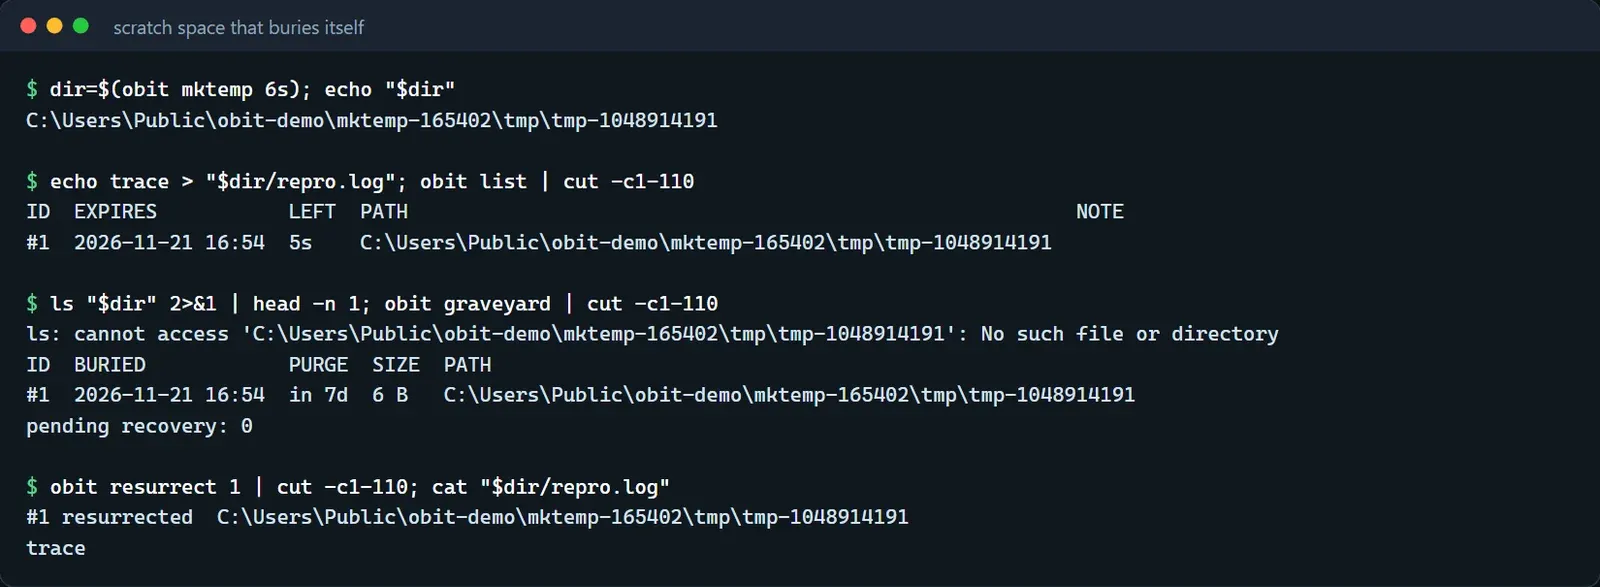 scratch space that buries itself
$ dir=$(obit mktemp 6s); echo "$dir"
C:\Users\Public\obit-demo\mktemp-165402\tmp\tmp-1048914191
$ echo trace > "$dir/repro.log"; obit list | cut -c1-110
ID  EXPIRES           LEFT  PATH                                                        NOTE
#1  2026-11-21 16:54  5s    C:\Users\Public\obit-demo\mktemp-165402\tmp\tmp-1048914191
$ ls "$dir" 2>&1 | head -n 1; obit graveyard | cut -c1-110
ls: cannot access 'C:\Users\Public\obit-demo\mktemp-165402\tmp\tmp-1048914191': No such file or directory
ID  BURIED            PURGE  SIZE  PATH
#1  2026-11-21 16:54  in 7d  6 B   C:\Users\Public\obit-demo\mktemp-165402\tmp\tmp-1048914191
pending recovery: 0
$ obit resurrect 1 | cut -c1-110; cat "$dir/repro.log"
#1 resurrected  C:\Users\Public\obit-demo\mktemp-165402\tmp\tmp-1048914191
trace